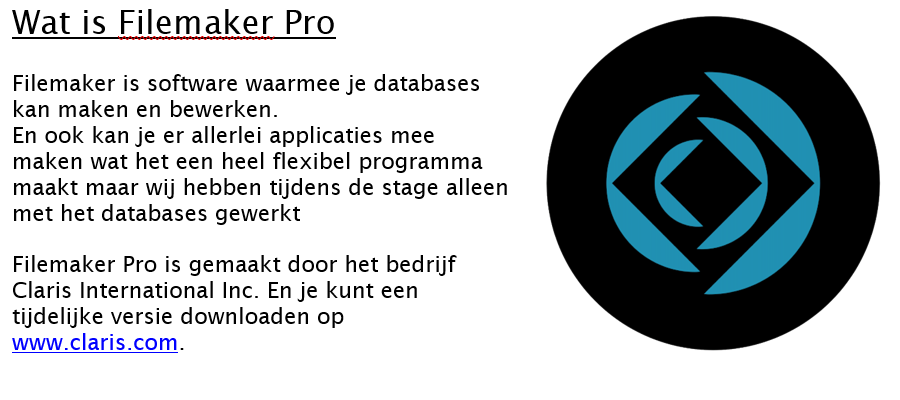 Wat is Filemaker Pro
Filemaker is software waarmee je databases
kan maken en bewerken.
En ook kan je er allerlei applicaties mee
maken wat het een heel flexibel programma
maakt maar wij hebben tijdens de stage alleen
met het databases gewerkt
Filemaker Pro is gemaakt door het bedrijf
Claris International Inc. En je kunt een
tijdelijke versie downloaden op
www.claris.com.